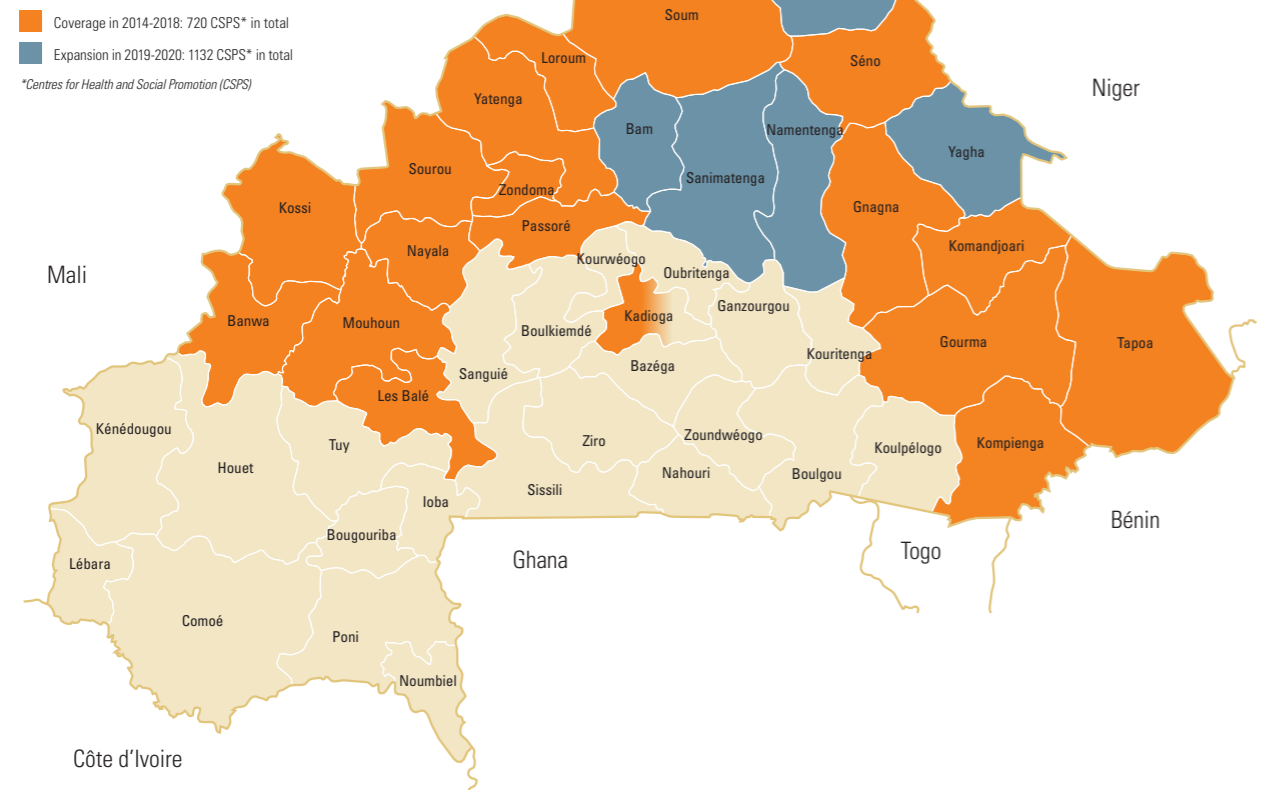 Coverage in 2014-2018: 720 CSPS* in total
Expansion in 2019-2020: 1132 CSPS* in total
*Centres for Health and Social Promotion (CSPS)
Soum
Loroum
Séno
Niger
Yatenga
Bam
Namentenga
Yagha
Sourou
Sanimatenga
Zondoma
Kossi
Gnagna
Passoré
Nayala
Komandjoari
Kourwéogo
Mali
Oubritenga
Ganzourgou
Banwa
Mouhoun
Kadioga
Boulkiemdé
Gourma
Tapoa
Kouritenga
Bazéga
Sanguié
Les Balé
Kénédougou
Tuy
Ziro
Zoundwéogo
Koulpélogo
Kompienga
Houet
Nahouri
Boulgou
Sissili
Ioba
Bénin
Bougouriba
Togo
Ghana
Lébara
Comoé
Poni
Noumbiel
Côte d'Ivoire